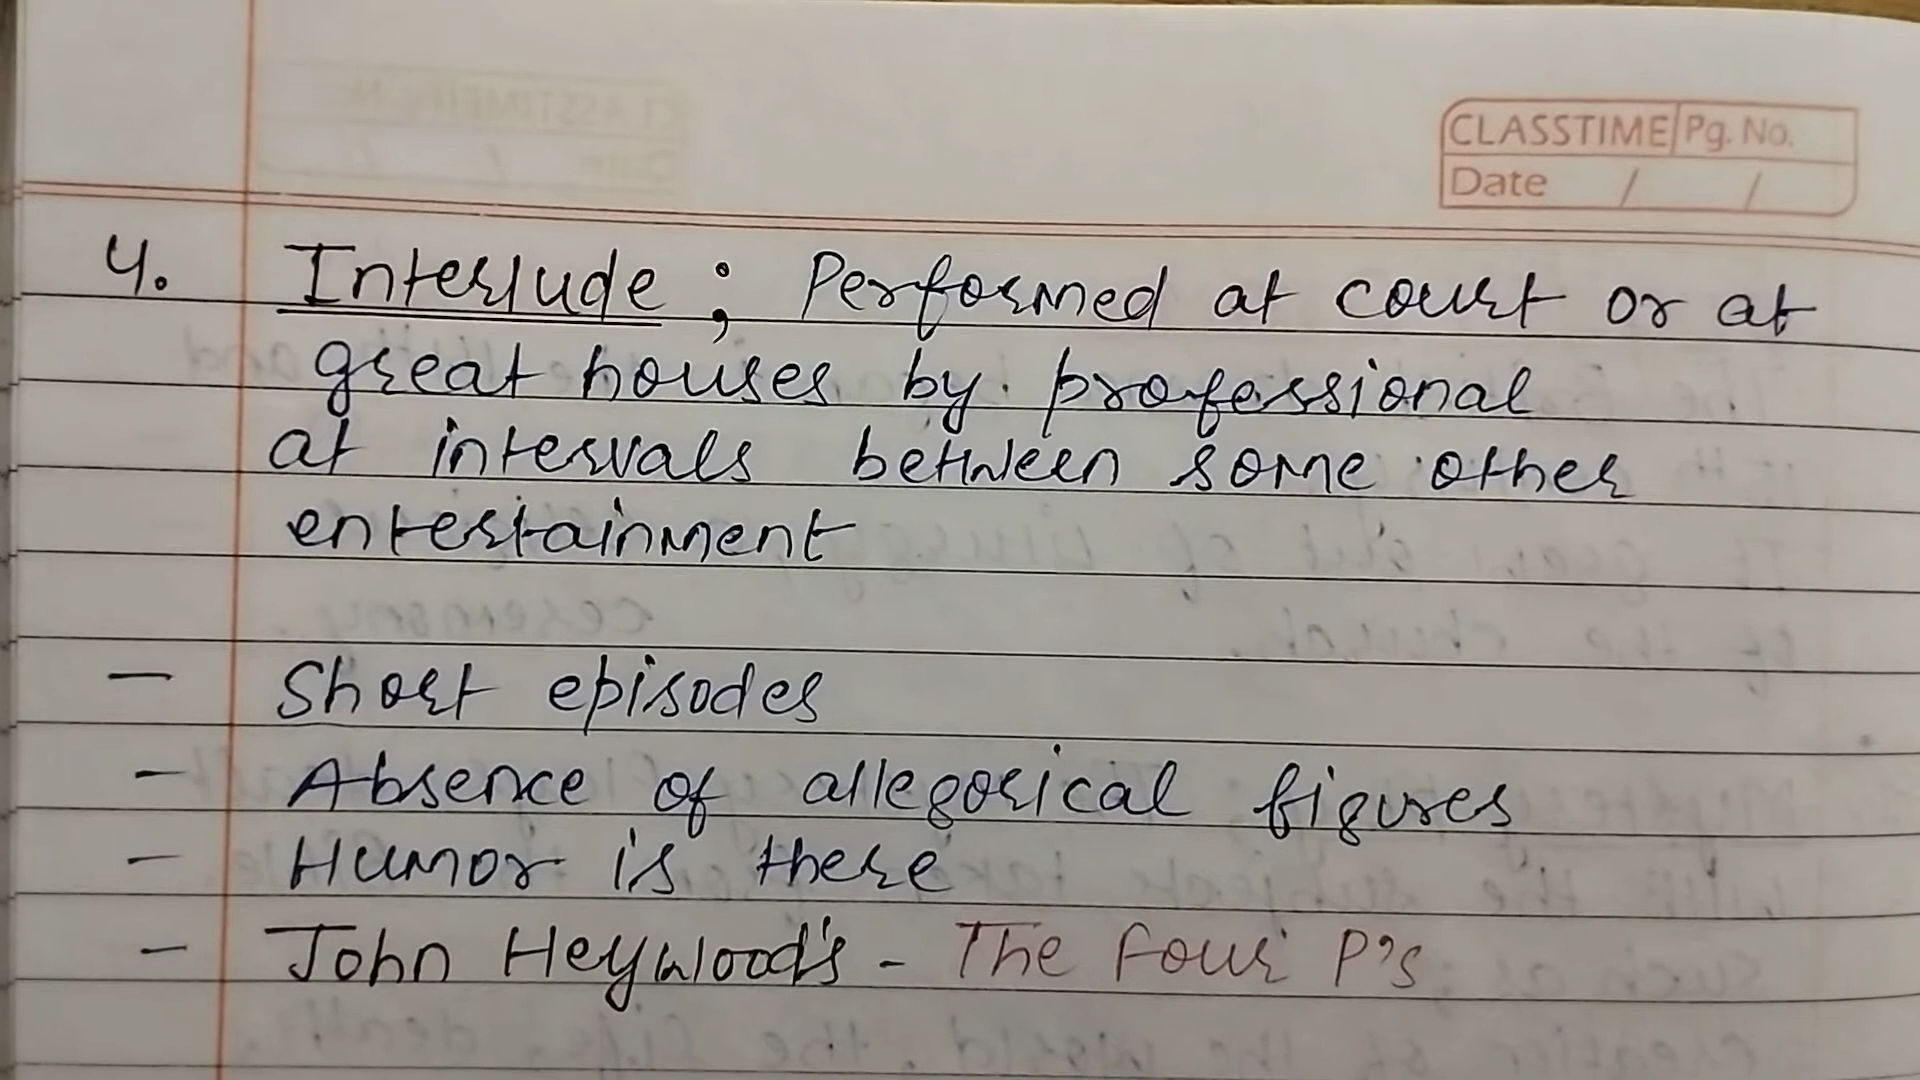 CLASSTIME Pg. No.
Date / /
4. Interlude ; Performed at court or at
great houses by professional
at intervals between some other
entertainment
- Short episodes
- Absence of allegorical figures
- Humor is there
- John Heywood's - The Four P's